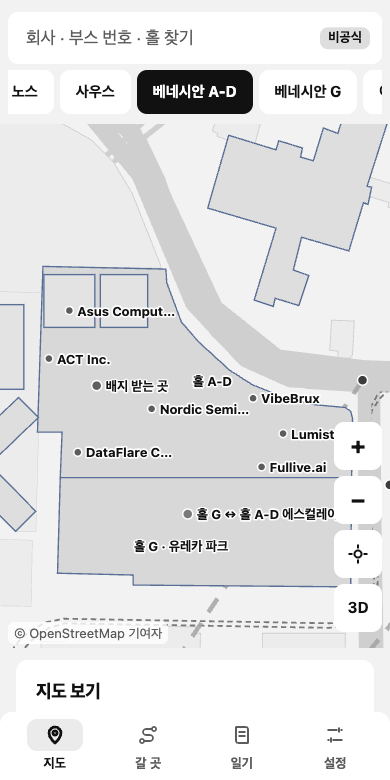 회사 · 부스 번호 · 홀 찾기
비공식
노스
사우스
베네시안 A-D
베네시안 G
Asus Comput...
ACT Inc.
배지 받는 곳
홀 A-D
VibeBrux
Nordic Semi...
Lumist
DataFlare C...
Fullive.ai
+
−
홀 G ↔ 홀 A-D 에스컬레이
홀 G · 유레카 파크
3D
© OpenStreetMap 기여자
지도 보기
지도
갈 곳
일기
설정